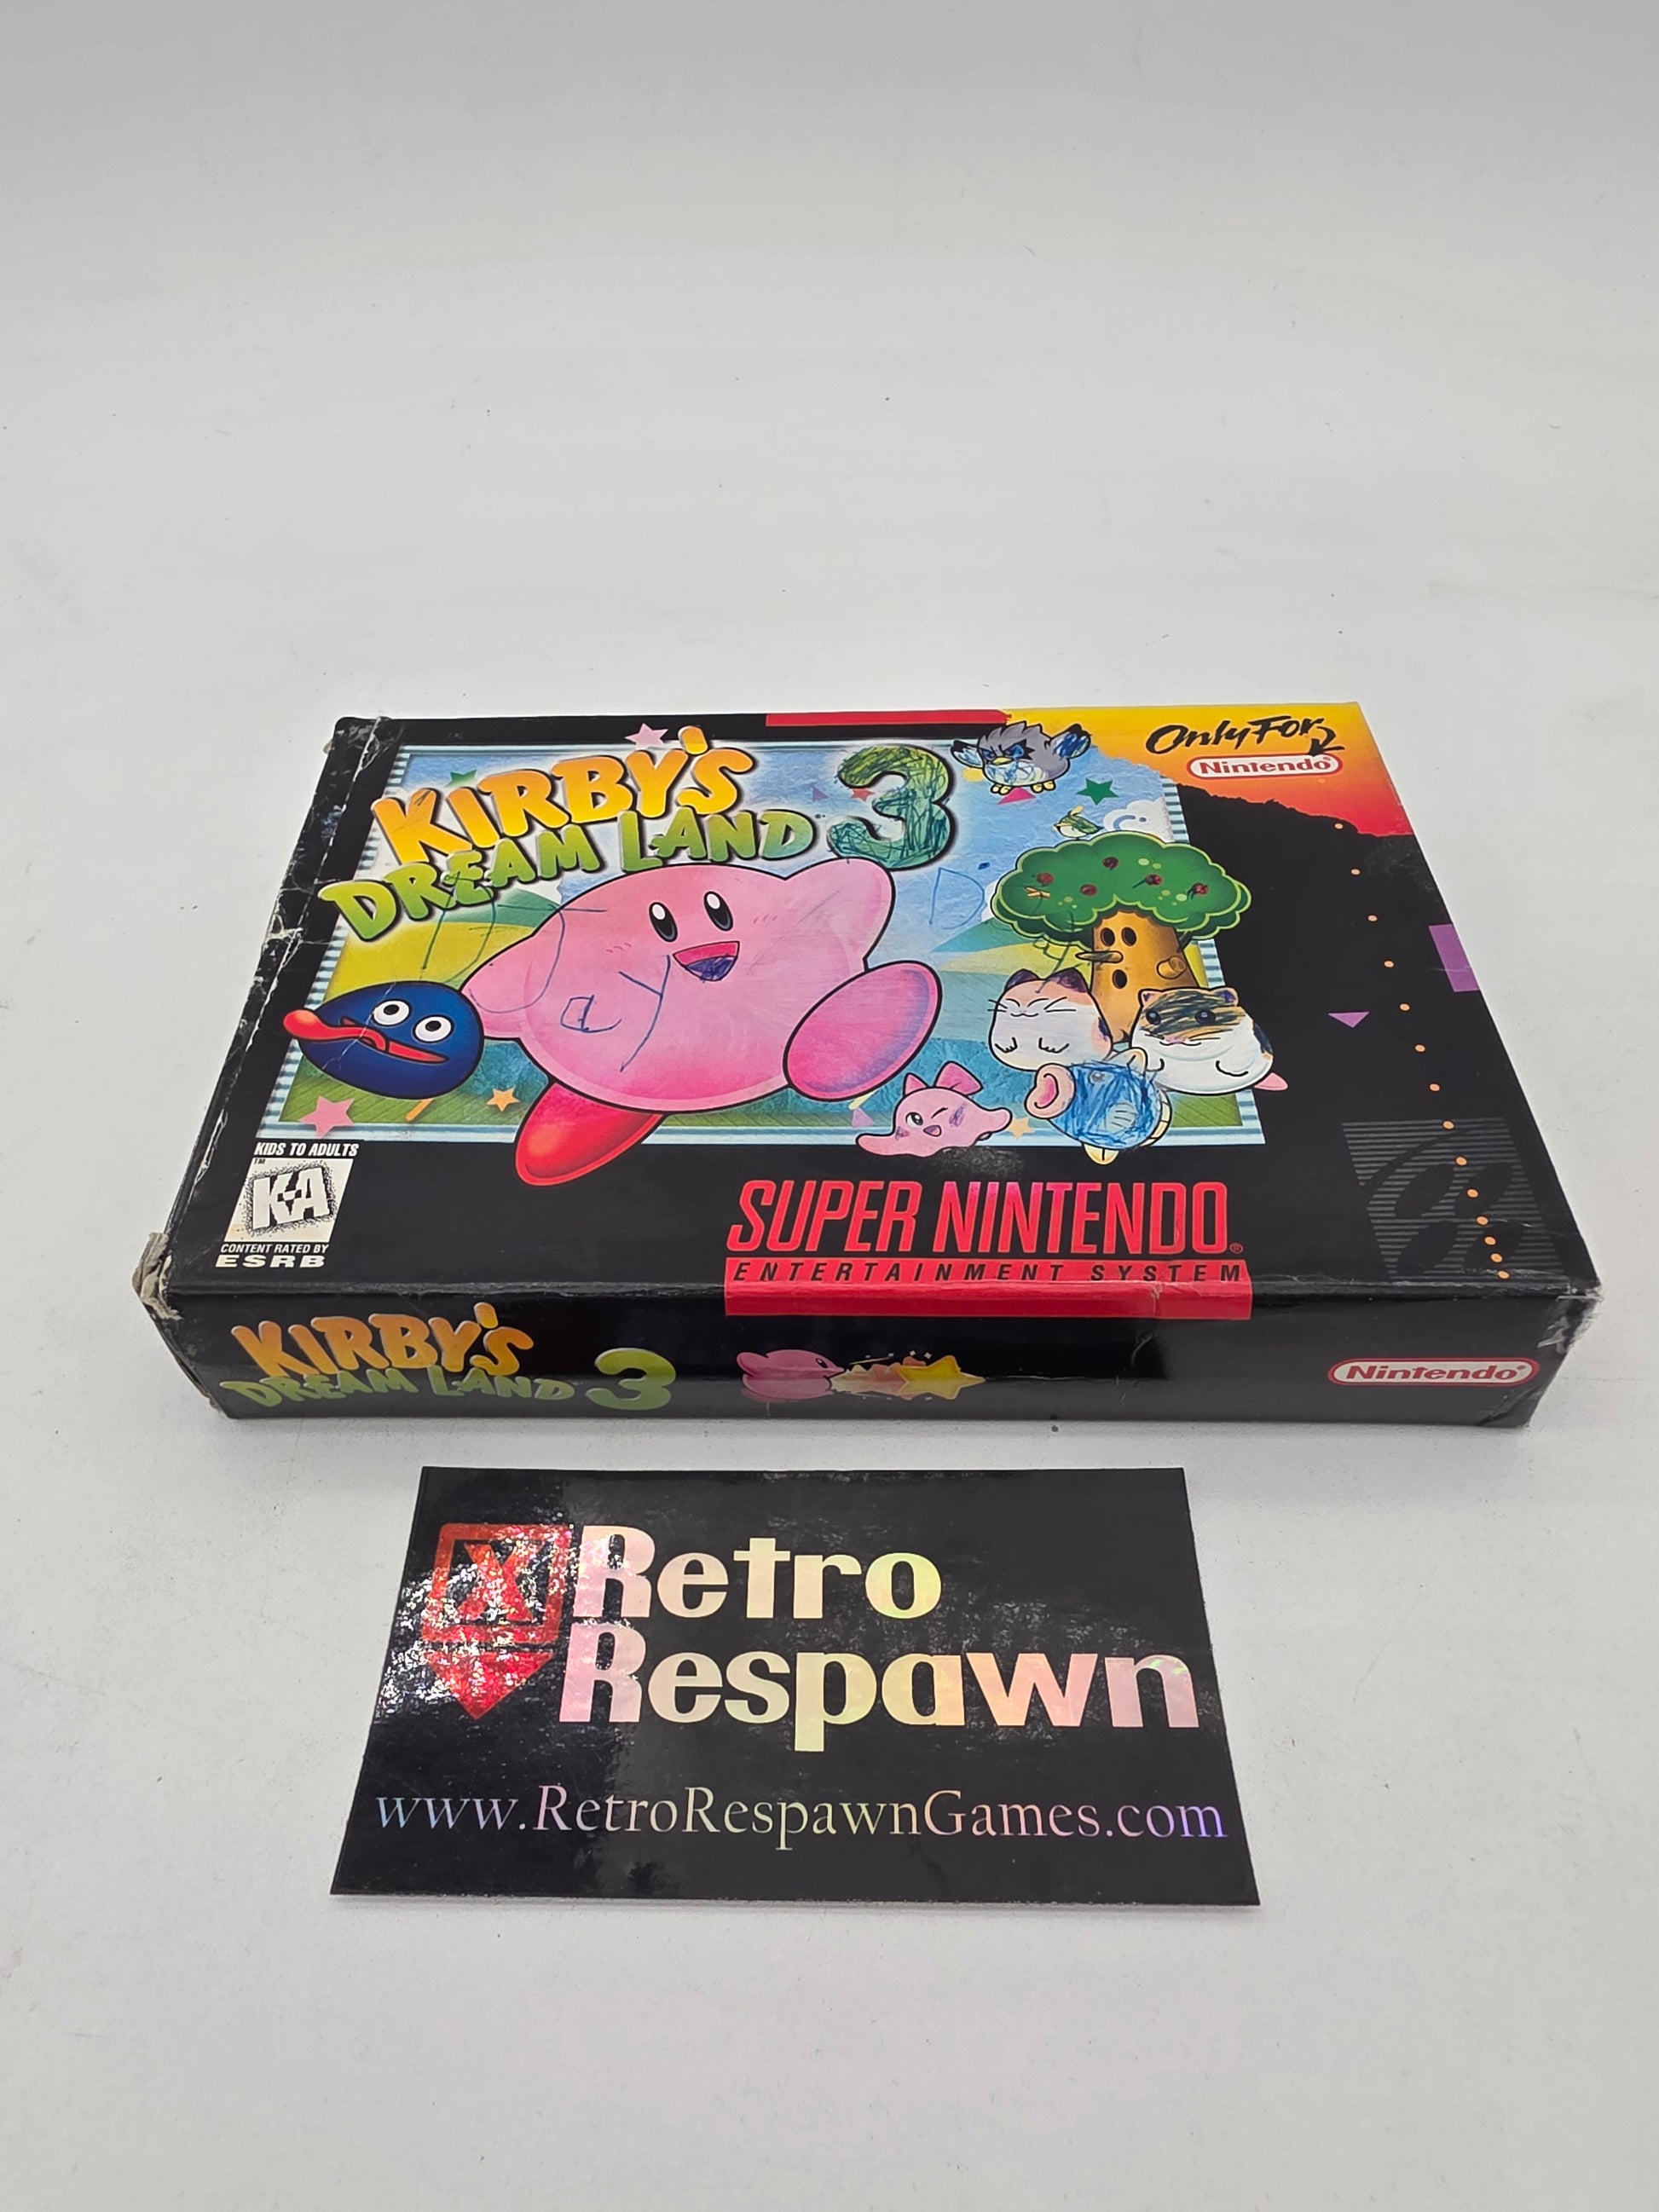 KIRBY'S
DREAM LAND 3
Only For
Nintendo
D
e y
KIDS TO ADULTS
TM
K-A
CONTENT RATED BY
ESRB
SUPER NINTENDO®
ENTERTAINMENT SYSTEM
KIRBY'S
DREAM LAND 3
Nintendo®
X Retro
Respawn
www.RetroRespawnGames.com